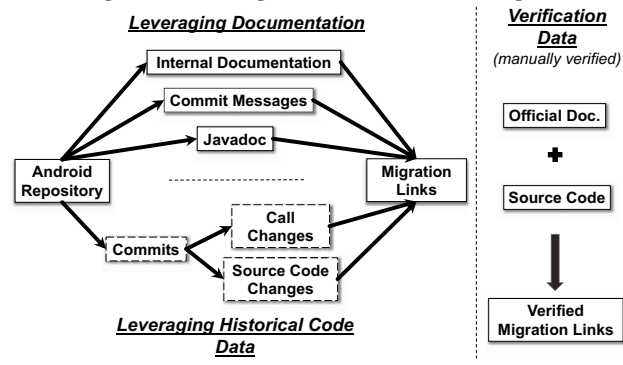 Leveraging Documentation
Internal Documentation
Commit Messages
Javadoc
Android
Repository
Migration
Links
Commits
Call
Changes
Source Code
Changes
Leveraging Historical Code
Data
Verification
Data
(manually verified)
Official Doc.
+
Source Code
Verified
Migration Links